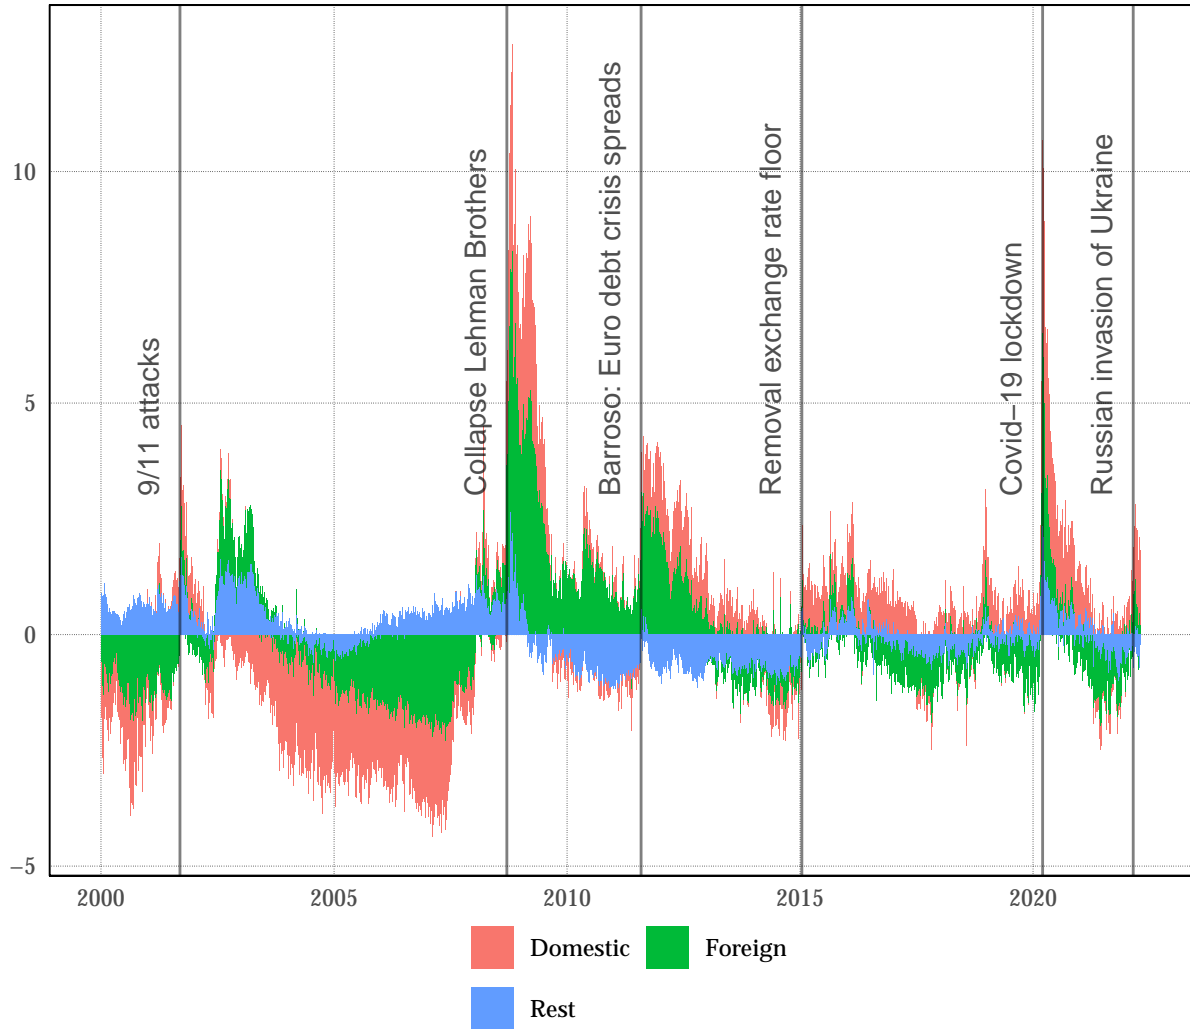 10
5
0
−5
9/11 attacks
Collapse Lehman Brothers
Barroso: Euro debt crisis spreads
Removal exchange rate floor
Covid−19 lockdown
Russian invasion of Ukraine
2000 2005 2010 2015 2020
Domestic Foreign
Rest